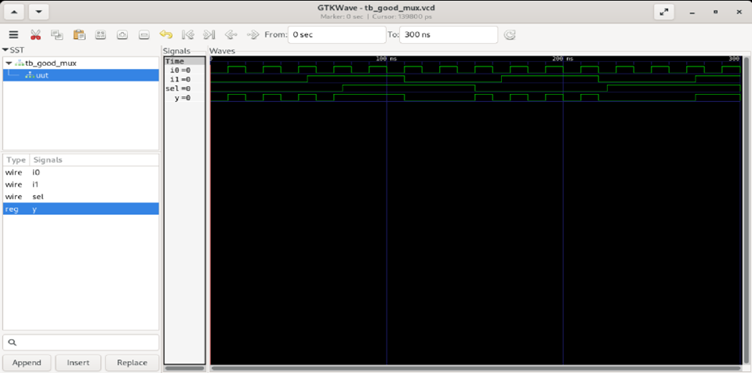 GTKWave - tb_good_mux.vcd
Marker: 0 sec | Cursor: 139800 ps
From: 0 sec To: 300 ns
SST
tb_good_mux
uut
Type Signals
wire i0
wire i1
wire sel
reg y
Append Insert Replace
Signals
Time
i0=0
i1=0
sel=0
y=0
Waves
0 100 ns 200 ns 300